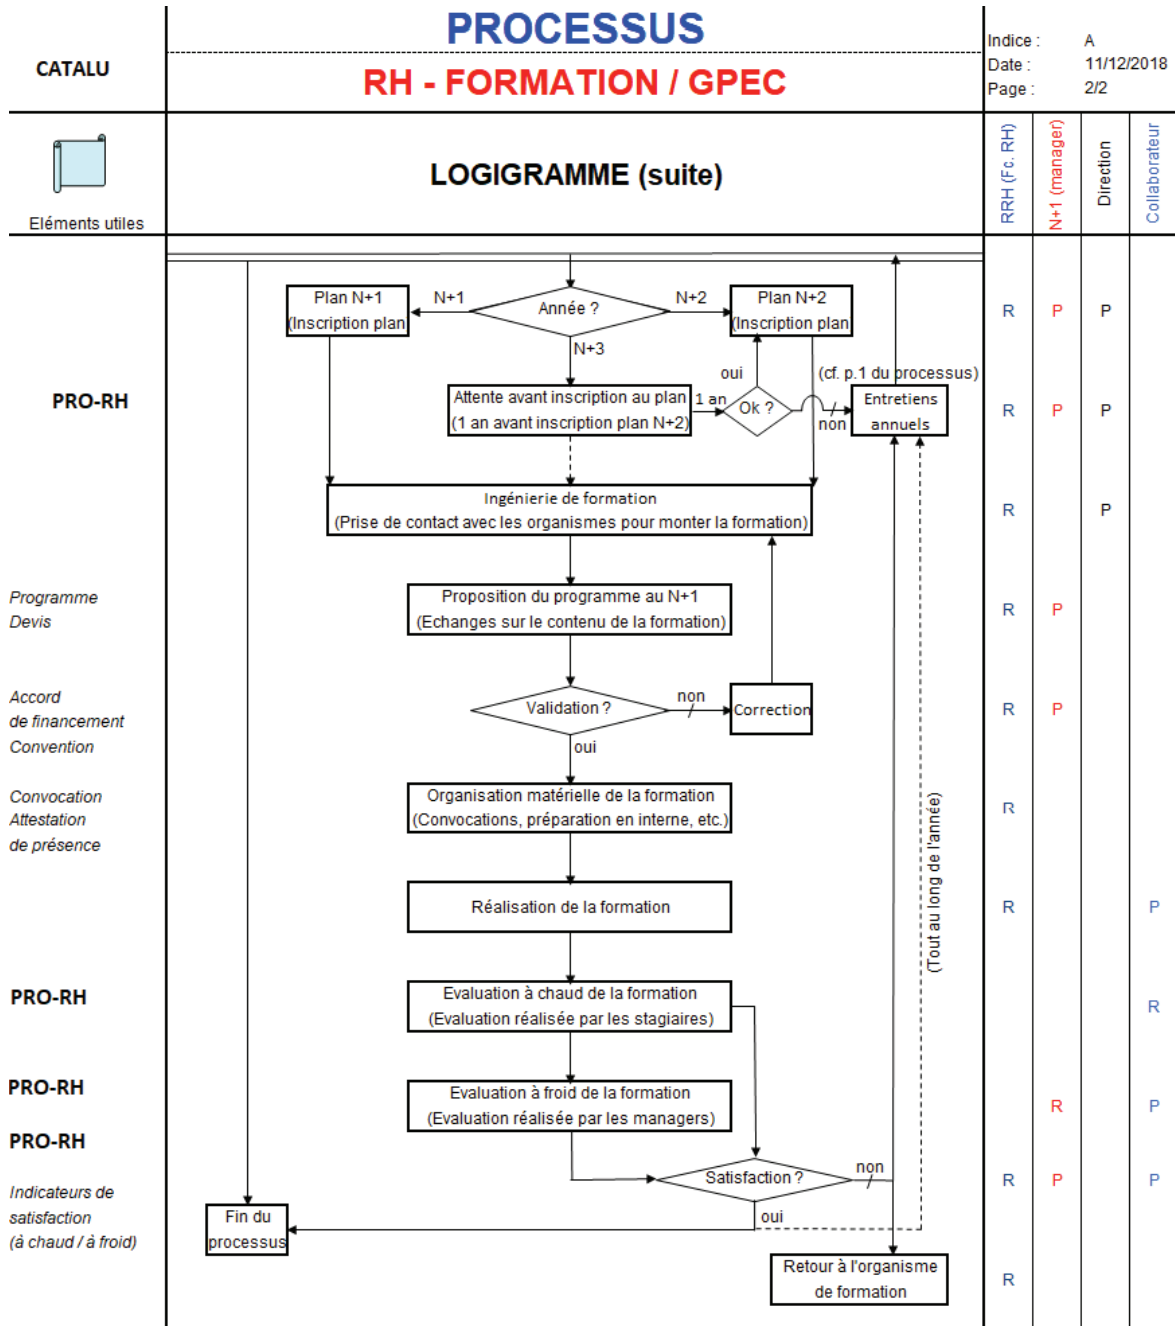 CATALU
PROCESSUS
RH - FORMATION / GPEC
Indice : A
Date : 11/12/2018
Page : 2/2
Eléments utiles
LOGIGRAMME (suite)
RRH (Fc. RH)
N+1 (manager)
Direction
Collaborateur
Plan N+1
(Inscription plan
N+1
Année ?
N+2
Plan N+2
(Inscription plan
R P P
N+3
oui
(cf. p.1 du processus)
PRO-RH
Attente avant inscription au plan
(1 an avant inscription plan N+2)
1 an
Ok ?
non
Entretiens
annuels
R P P
Ingénierie de formation
(Prise de contact avec les organismes pour monter la formation)
R P
Programme
Devis
Proposition du programme au N+1
(Echanges sur le contenu de la formation)
R P
Accord
de financement
Convention
Validation ?
non
Correction
R P
oui
Convocation
Attestation
de présence
Organisation matérielle de la formation
(Convocations, préparation en interne, etc.)
R
(Tout au long de l'année)
Réalisation de la formation
R P
PRO-RH
Evaluation à chaud de la formation
(Evaluation réalisée par les stagiaires)
R
PRO-RH
Evaluation à froid de la formation
(Evaluation réalisée par les managers)
R P
PRO-RH
Indicateurs de
satisfaction
(à chaud / à froid)
Satisfaction ?
non
R P P
oui
Fin du
processus
Retour à l'organisme
de formation
R